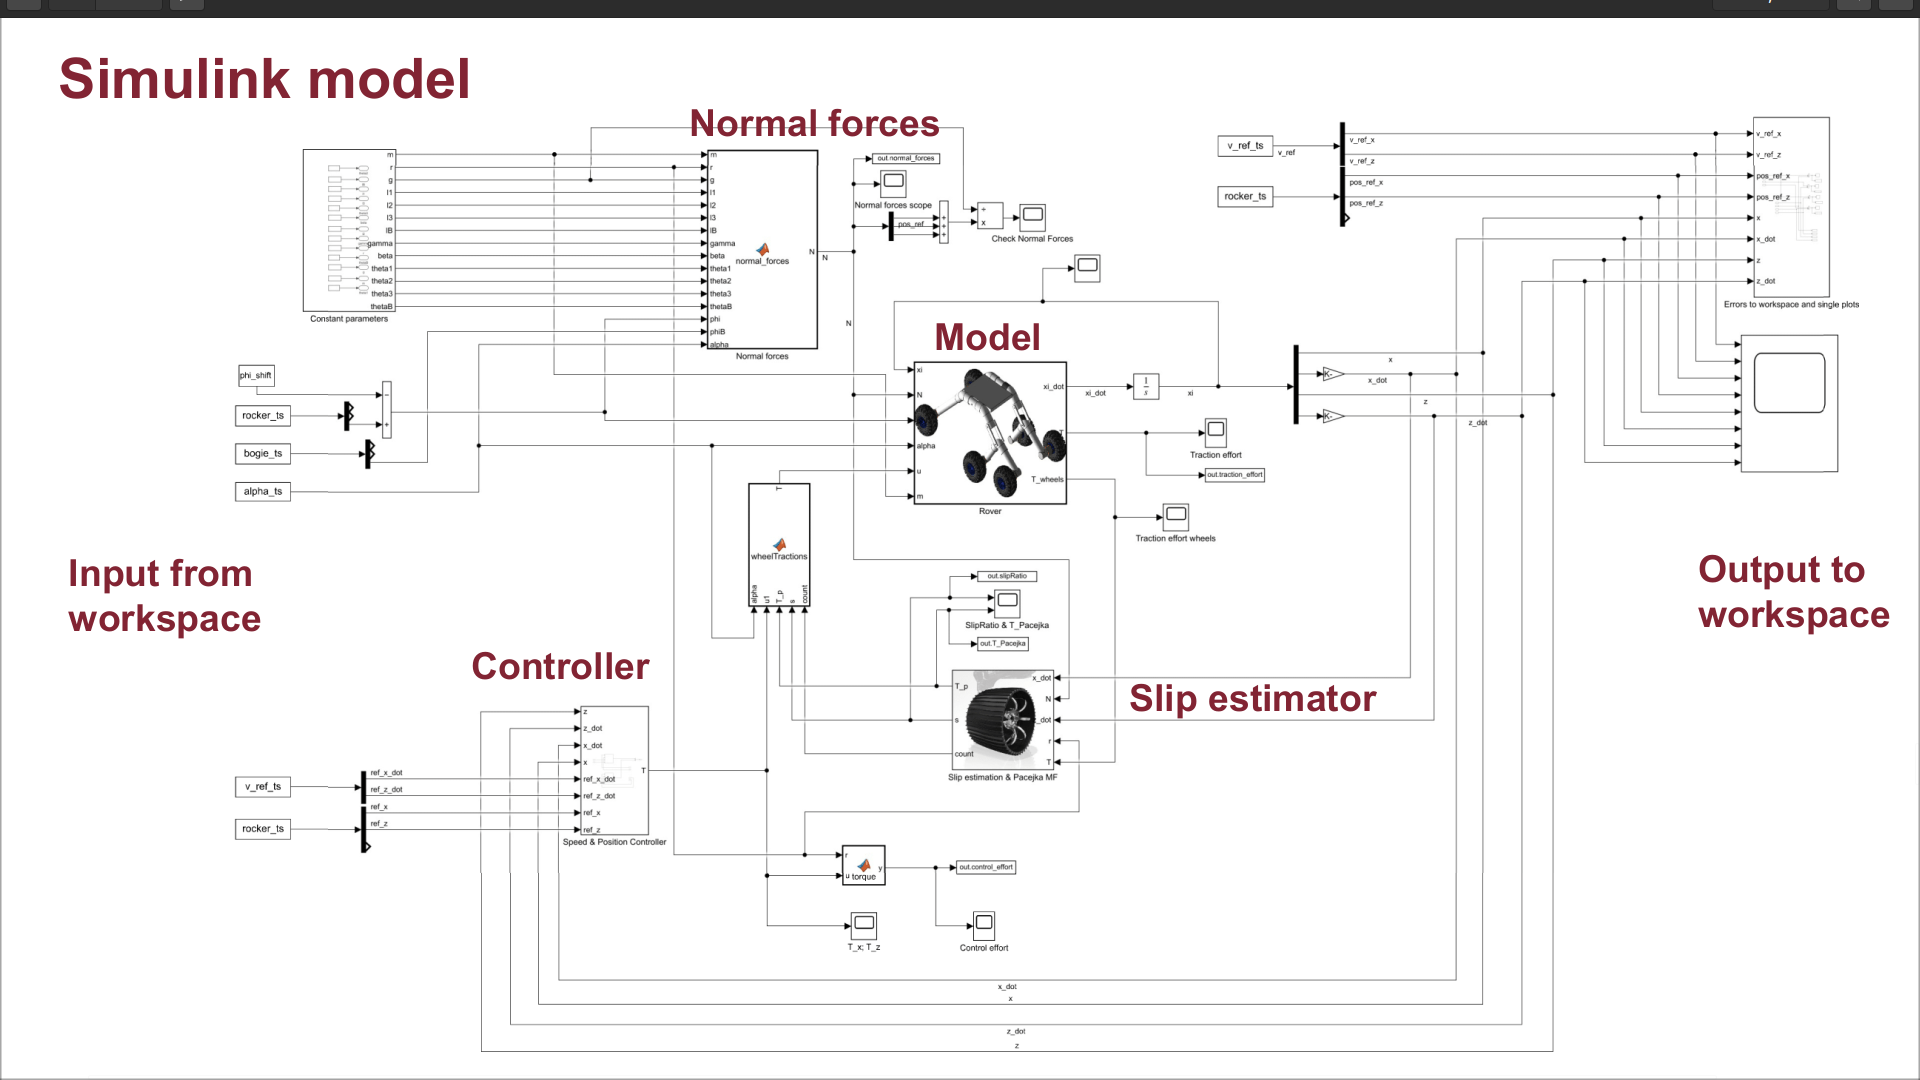 Simulink model
Normal forces
m
r
g
l1
l2
l3
lB
gamma
beta
theta1
theta2
theta3
thetaB
Constant parameters
m
r
g
l1
l2
l3
lB
gamma
beta
theta1
theta2
theta3
thetaB
phi
phiB
alpha
normal_forces
N
Normal forces
N
out.normal_forces
Normal forces scope
pos_ref
+
+
+
÷
x
Check Normal Forces
N
v_ref_ts
v_ref
rocker_ts
v_ref_x
v_ref_z
pos_ref_x
pos_ref_z
v_ref_x
v_ref_z
pos_ref_x
pos_ref_z
x
x_dot
z
z_dot
Errors to workspace and single plots
phi_shift
rocker_ts
bogie_ts
alpha_ts
−
+
Model
xi
N
alpha
u
m
xi_dot
T
T_wheels
Rover
xi_dot
1
s
xi
x
K-
x_dot
z
K-
z_dot
Traction effort
out.traction_effort
Traction effort wheels
Input from
workspace
Output to
workspace
T
wheelTractions
alpha
u1
T_p
s
count
out.slipRatio
SlipRatio & T_Pacejka
out.T_Pacejka
Controller
Slip estimator
T_p
s
count
x_dot
N
z_dot
r
T
Slip estimation & Pacejka MF
v_ref_ts
rocker_ts
ref_x_dot
ref_z_dot
ref_x
ref_z
z
z_dot
x_dot
x
ref_x_dot
ref_z_dot
ref_x
ref_z
T
Speed & Position Controller
r
u
torque
y
out.control_effort
T_x; T_z
Control effort
x_dot
x
z_dot
z